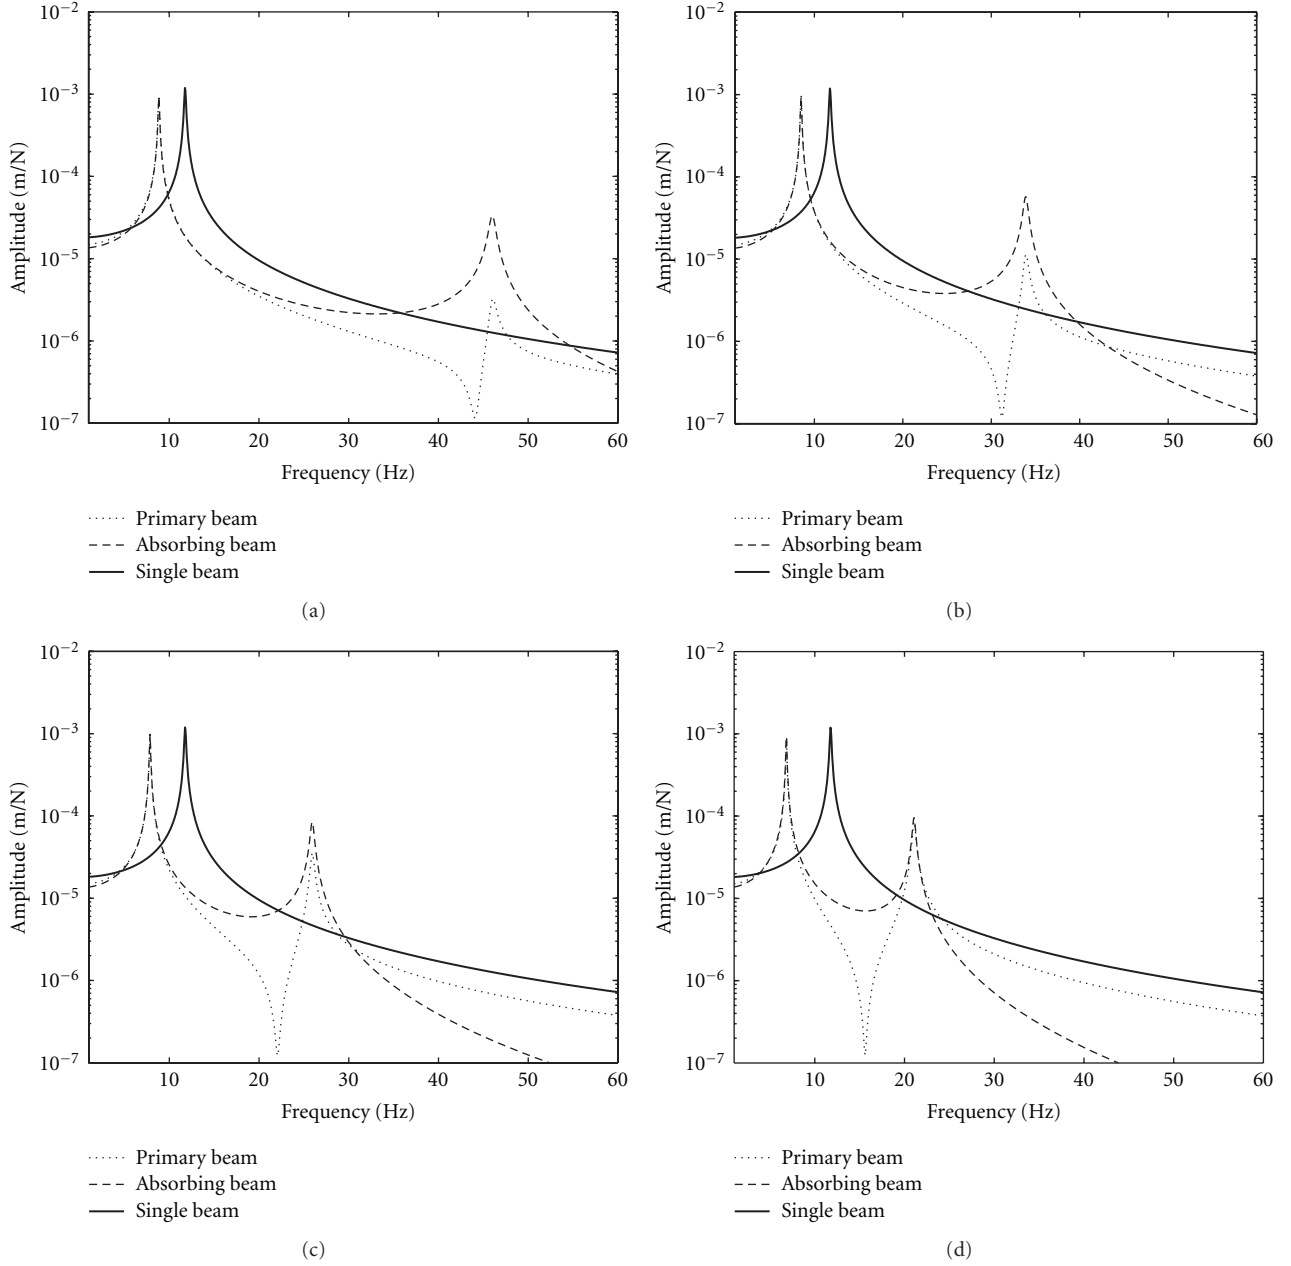 10−2
10−3
10−4
10−5
10−6
10−7
Amplitude (m/N)
10 20 30 40 50 60
Frequency (Hz)
Primary beam
Absorbing beam
Single beam
(a)
10−2
10−3
10−4
10−5
10−6
10−7
Amplitude (m/N)
10 20 30 40 50 60
Frequency (Hz)
Primary beam
Absorbing beam
Single beam
(b)
10−2
10−3
10−4
10−5
10−6
10−7
Amplitude (m/N)
10 20 30 40 50 60
Frequency (Hz)
Primary beam
Absorbing beam
Single beam
(c)
10−2
10−3
10−4
10−5
10−6
10−7
Amplitude (m/N)
10 20 30 40 50 60
Frequency (Hz)
Primary beam
Absorbing beam
Single beam
(d)